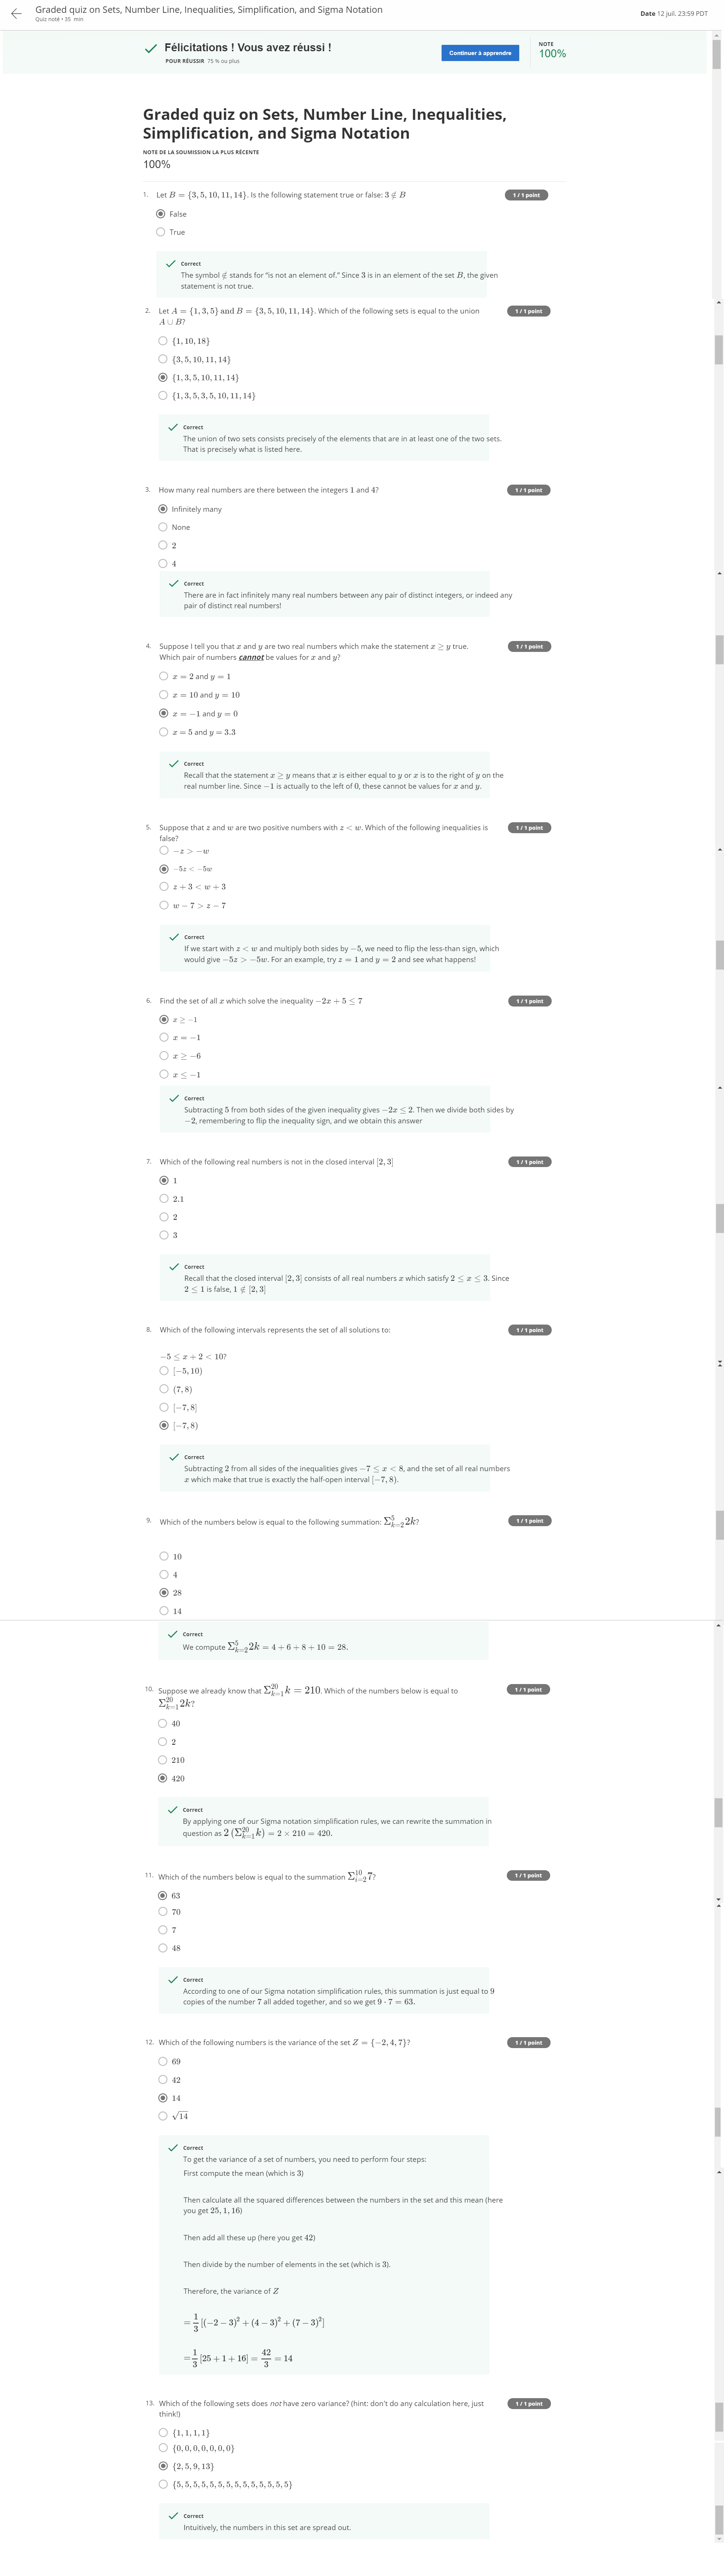 Graded quiz on Sets, Number Line, Inequalities, Simplification, and Sigma Notation
Quiz noté • 35 min
Date 12 juil. 23:59 PDT
Félicitations ! Vous avez réussi !
POUR RÉUSSIR 75 % ou plus
Continuer à apprendre
NOTE
100%
Graded quiz on Sets, Number Line, Inequalities,
Simplification, and Sigma Notation
NOTE DE LA SOUMISSION LA PLUS RÉCENTE
100%
1. Let B = {3, 5, 10, 11, 14}. Is the following statement true or false: 3 ∉ B
1 / 1 point
False
True
Correct
The symbol ∉ stands for "is not an element of." Since 3 is in an element of the set B, the given
statement is not true.
2. Let A = {1, 3, 5} and B = {3, 5, 10, 11, 14}. Which of the following sets is equal to the union
A ∪ B?
1 / 1 point
{1, 10, 18}
{3, 5, 10, 11, 14}
{1, 3, 5, 10, 11, 14}
{1, 3, 5, 3, 5, 10, 11, 14}
Correct
The union of two sets consists precisely of the elements that are in at least one of the two sets.
That is precisely what is listed here.
3. How many real numbers are there between the integers 1 and 4?
1 / 1 point
Infinitely many
None
2
4
Correct
There are in fact infinitely many real numbers between any pair of distinct integers, or indeed any
pair of distinct real numbers!
4. Suppose I tell you that x and y are two real numbers which make the statement x ≥ y true.
Which pair of numbers cannot be values for x and y?
1 / 1 point
x = 2 and y = 1
x = 10 and y = 10
x = −1 and y = 0
x = 5 and y = 3.3
Correct
Recall that the statement x ≥ y means that x is either equal to y or x is to the right of y on the
real number line. Since −1 is actually to the left of 0, these cannot be values for x and y.
5. Suppose that z and w are two positive numbers with z < w. Which of the following inequalities is
false?
1 / 1 point
−z > −w
−5z < −5w
z + 3 < w + 3
w − 7 > z − 7
Correct
If we start with z < w and multiply both sides by −5, we need to flip the less-than sign, which
would give −5z > −5w. For an example, try z = 1 and y = 2 and see what happens!
6. Find the set of all x which solve the inequality −2x + 5 ≤ 7
1 / 1 point
x ≥ −1
x = −1
x ≥ −6
x ≤ −1
Correct
Subtracting 5 from both sides of the given inequality gives −2x ≤ 2. Then we divide both sides by
−2, remembering to flip the inequality sign, and we obtain this answer
7. Which of the following real numbers is not in the closed interval [2, 3]
1 / 1 point
1
2.1
2
3
Correct
Recall that the closed interval [2, 3] consists of all real numbers x which satisfy 2 ≤ x ≤ 3. Since
2 ≤ 1 is false, 1 ∉ [2, 3]
8. Which of the following intervals represents the set of all solutions to:
1 / 1 point
−5 ≤ x + 2 < 10?
[−5, 10)
(7, 8)
[−7, 8]
[−7, 8)
Correct
Subtracting 2 from all sides of the inequalities gives −7 ≤ x < 8, and the set of all real numbers
x which make that true is exactly the half-open interval [−7, 8).
9. Which of the numbers below is equal to the following summation: Σ_{k=2}^{5} 2k?
1 / 1 point
10
4
28
14
Correct
We compute Σ_{k=2}^{5} 2k = 4 + 6 + 8 + 10 = 28.
10. Suppose we already know that Σ_{k=1}^{20} k = 210. Which of the numbers below is equal to
Σ_{k=1}^{20} 2k?
1 / 1 point
40
2
210
420
Correct
By applying one of our Sigma notation simplification rules, we can rewrite the summation in
question as 2 (Σ_{k=1}^{20} k) = 2 × 210 = 420.
11. Which of the numbers below is equal to the summation Σ_{i=2}^{10} 7?
1 / 1 point
63
70
7
48
Correct
According to one of our Sigma notation simplification rules, this summation is just equal to 9
copies of the number 7 all added together, and so we get 9 · 7 = 63.
12. Which of the following numbers is the variance of the set Z = {−2, 4, 7}?
1 / 1 point
69
42
14
√14
Correct
To get the variance of a set of numbers, you need to perform four steps:
First compute the mean (which is 3)
Then calculate all the squared differences between the numbers in the set and this mean (here
you get 25, 1, 16)
Then add all these up (here you get 42)
Then divide by the number of elements in the set (which is 3).
Therefore, the variance of Z
= 1/3 [(−2 − 3)² + (4 − 3)² + (7 − 3)²]
= 1/3 [25 + 1 + 16] = 42/3 = 14
13. Which of the following sets does not have zero variance? (hint: don't do any calculation here, just
think!)
1 / 1 point
{1, 1, 1, 1}
{0, 0, 0, 0, 0, 0, 0}
{2, 5, 9, 13}
{5, 5, 5, 5, 5, 5, 5, 5, 5, 5, 5, 5, 5, 5}
Correct
Intuitively, the numbers in this set are spread out.